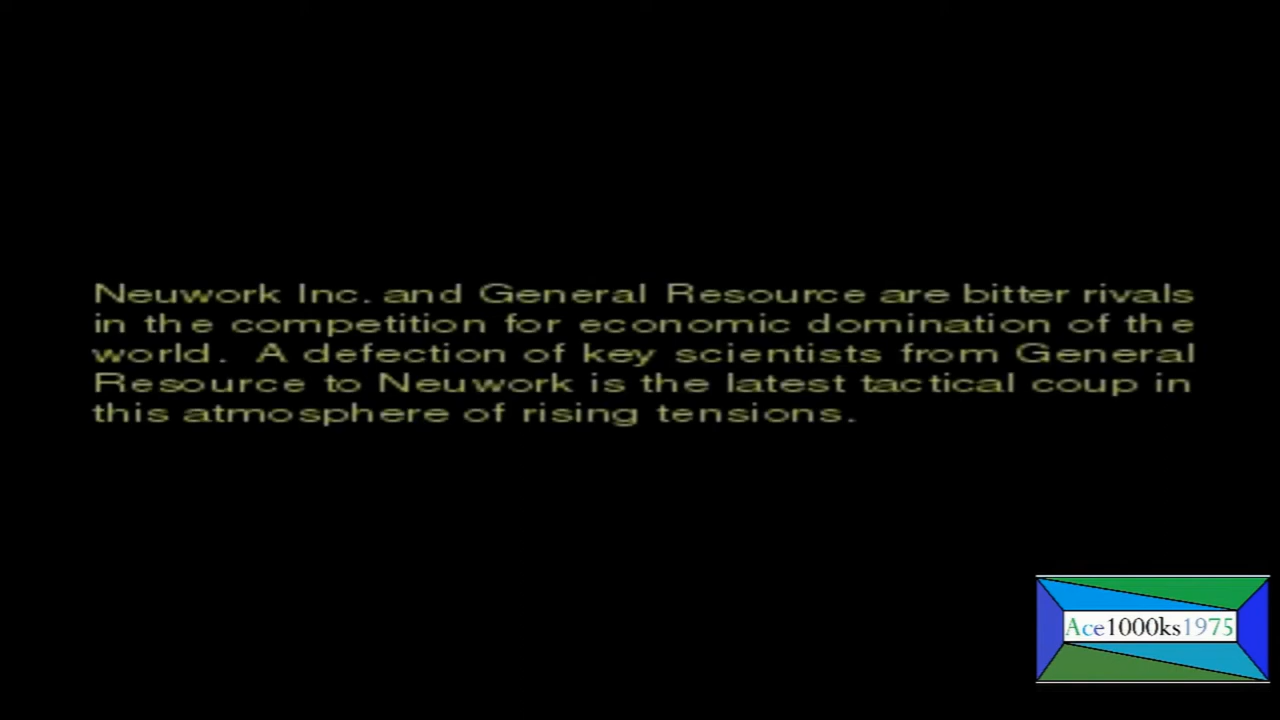 Neuwork Inc. and General Resource are bitter rivals
in the competition for economic domination of the
world. A defection of key scientists from General
Resource to Neuwork is the latest tactical coup in
this atmosphere of rising tensions.
Ace1000ks1975